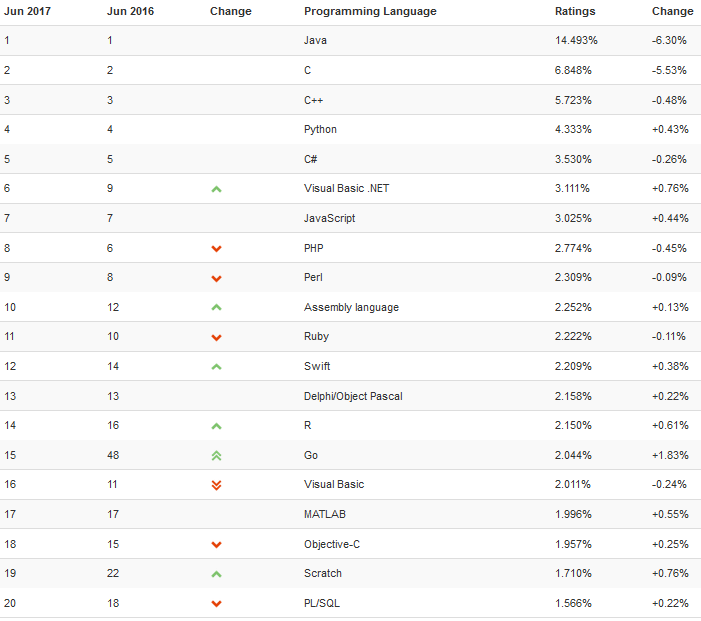 Jun 2017 Jun 2016 Change Programming Language Ratings Change
1 1 Java 14.493% -6.30%
2 2 C 6.848% -5.53%
3 3 C++ 5.723% -0.48%
4 4 Python 4.333% +0.43%
5 5 C# 3.530% -0.26%
6 9 Visual Basic .NET 3.111% +0.76%
7 7 JavaScript 3.025% +0.44%
8 6 PHP 2.774% -0.45%
9 8 Perl 2.309% -0.09%
10 12 Assembly language 2.252% +0.13%
11 10 Ruby 2.222% -0.11%
12 14 Swift 2.209% +0.38%
13 13 Delphi/Object Pascal 2.158% +0.22%
14 16 R 2.150% +0.61%
15 48 Go 2.044% +1.83%
16 11 Visual Basic 2.011% -0.24%
17 17 MATLAB 1.996% +0.55%
18 15 Objective-C 1.957% +0.25%
19 22 Scratch 1.710% +0.76%
20 18 PL/SQL 1.566% +0.22%